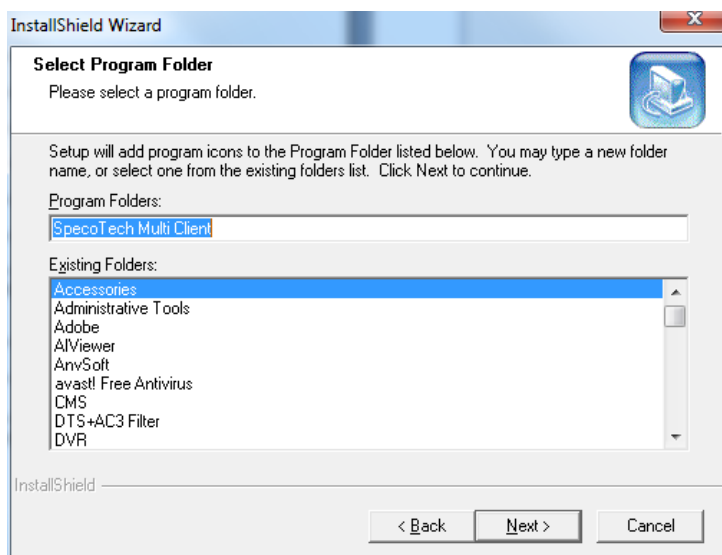 InstallShield Wizard
Select Program Folder
Please select a program folder.
Setup will add program icons to the Program Folder listed below. You may type a new folder
name, or select one from the existing folders list. Click Next to continue.
Program Folders:
SpecoTech Multi Client
Existing Folders:
Accessories
Administrative Tools
Adobe
AIViewer
AnvSoft
avast! Free Antivirus
CMS
DTS+AC3 Filter
DVR
InstallShield
< Back Next > Cancel